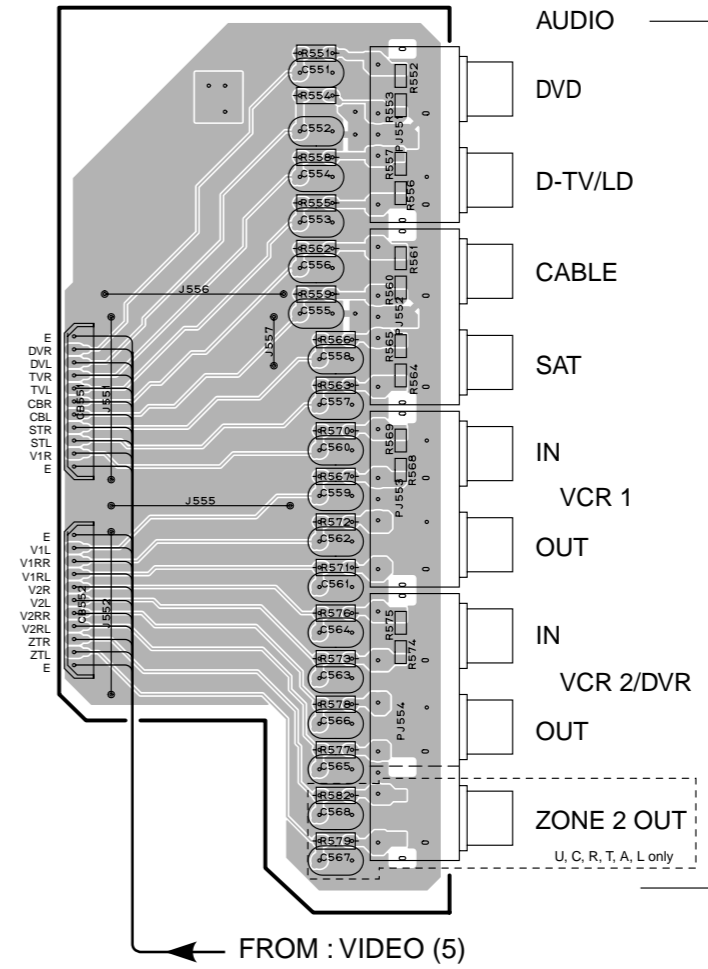 AUDIO
R551
C551
R552
DVD
R554
R553
PJ551
C552
R558
R557
C554
D-TV/LD
R556
R555
C553
R562
R561
C556
CABLE
J556
R559
R560
C555
PJ552
J557
R566
R565
C558
SAT
R564
R563
C557
E
DVR
DVL
TVR
TVL
CBR
CBL
STR
STL
V1R
E
CB551
J551
R570
R569
C560
IN
R568
R567
C559
PJ553
VCR 1
J555
R572
C562
OUT
R571
C561
E
V1L
V1RR
V1RL
V2R
V2L
V2RR
V2RL
ZTR
ZTL
E
CB552
J552
R576
R575
C564
IN
R574
R573
C563
VCR 2/DVR
R578
C566
PJ554
OUT
R577
C565
R582
C568
ZONE 2 OUT
R579
C567
U, C, R, T, A, L only
FROM : VIDEO (5)